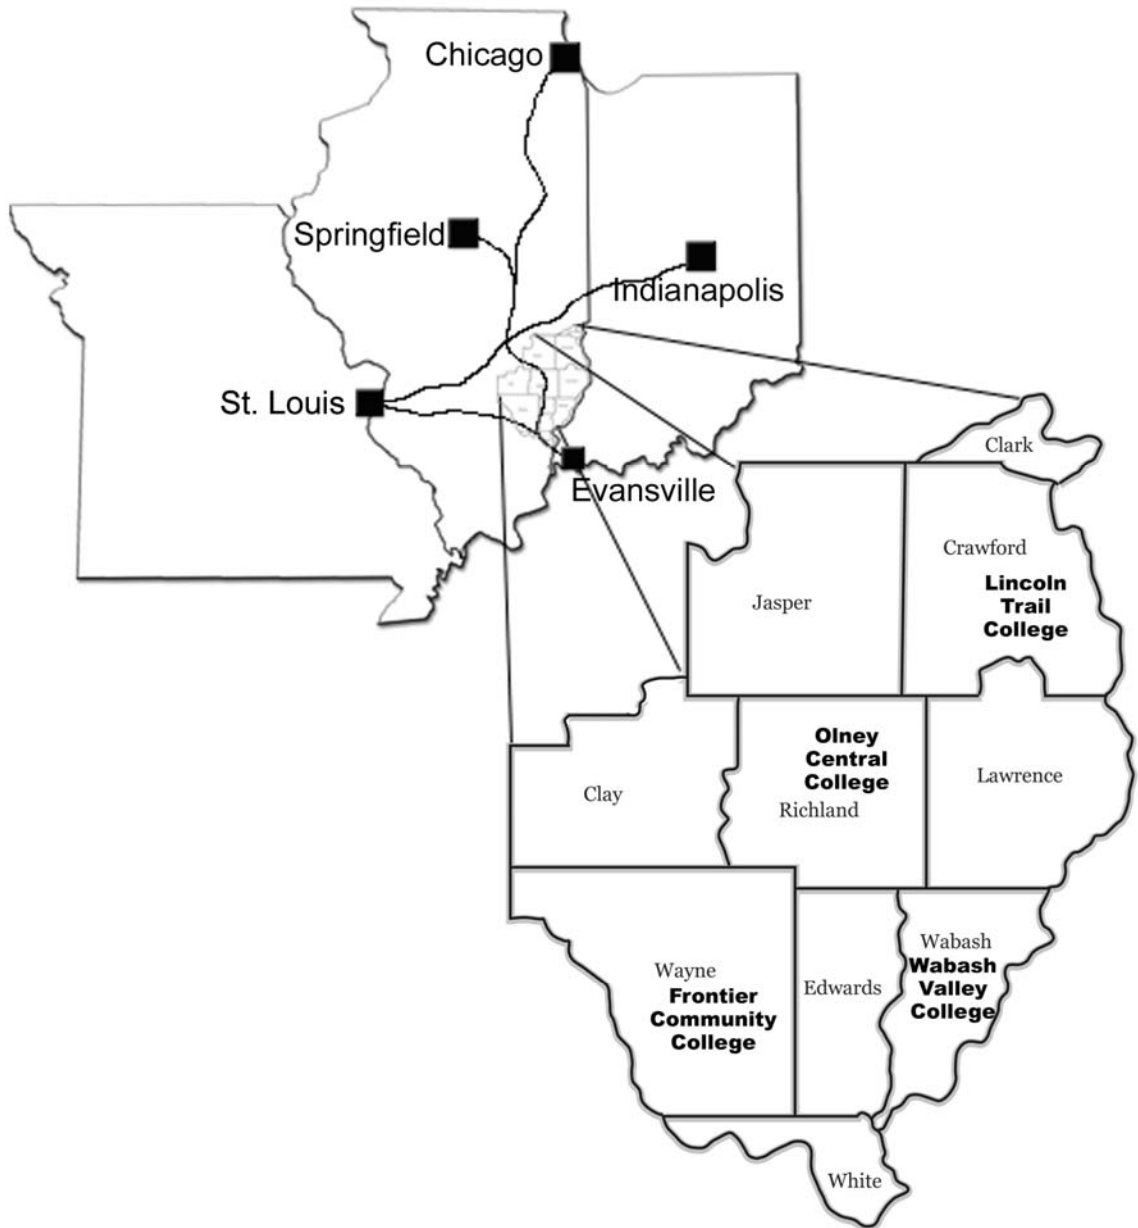 Chicago
Springfield
Indianapolis
St. Louis
Evansville
Clark
Crawford
Lincoln
Trail
College
Jasper
Olney
Central
College
Richland
Lawrence
Clay
Wabash
Wabash
Valley
College
Wayne
Frontier
Community
College
Edwards
White